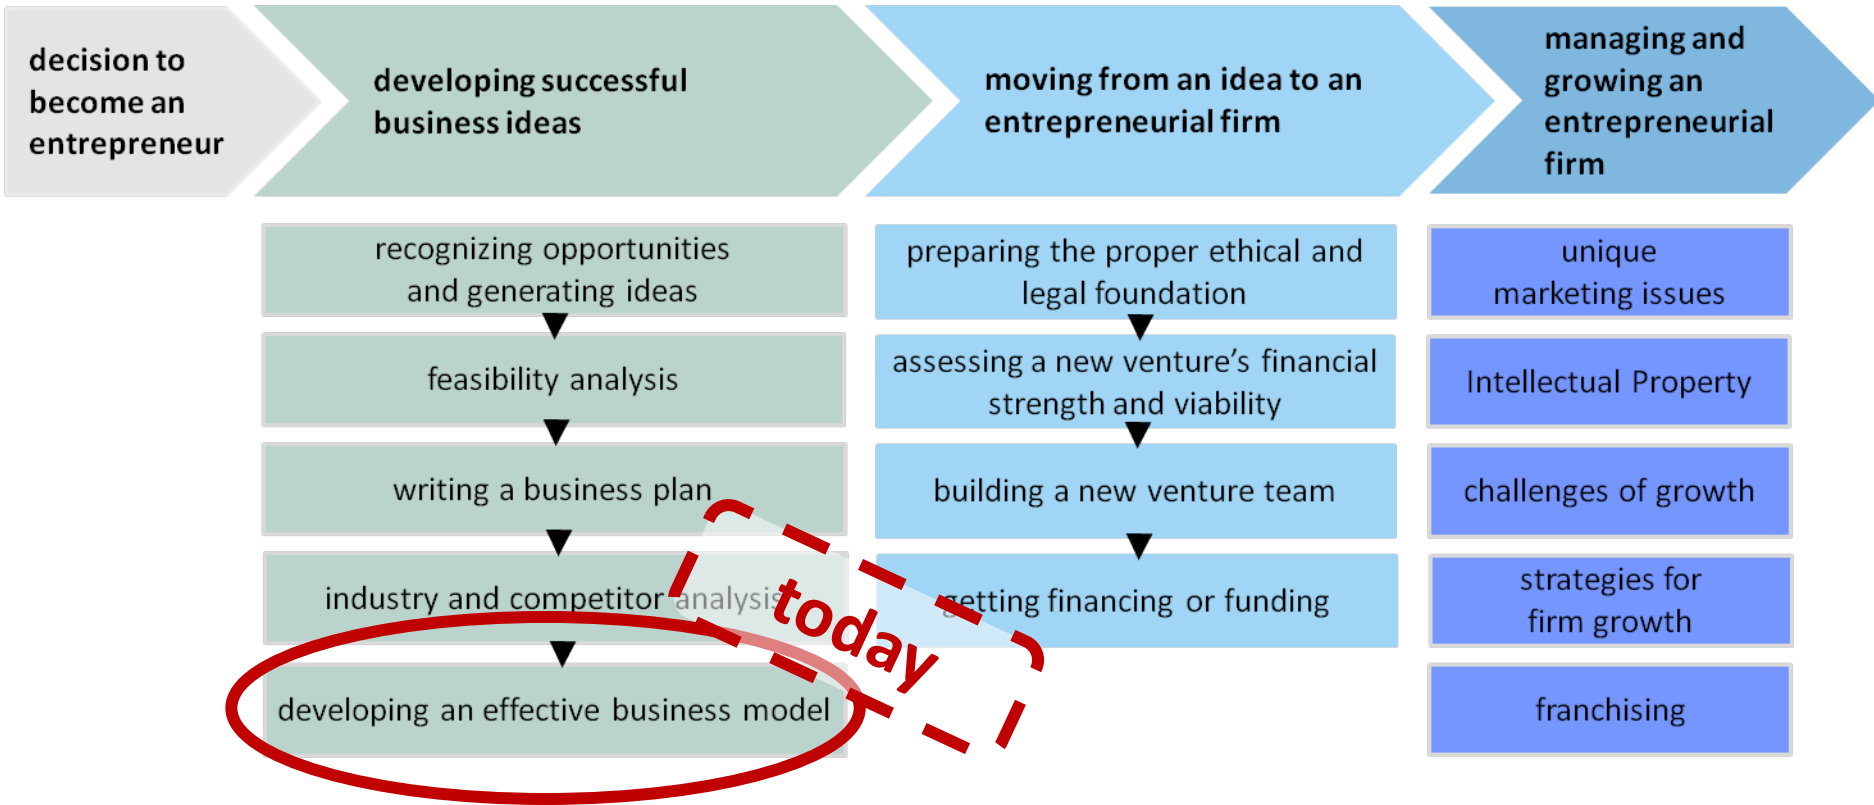 decision to
become an
entrepreneur
developing successful
business ideas
moving from an idea to an
entrepreneurial firm
managing and
growing an
entrepreneurial
firm
recognizing opportunities
and generating ideas
feasibility analysis
writing a business plan
industry and competitor analysis
developing an effective business model
today
preparing the proper ethical and
legal foundation
assessing a new venture’s financial
strength and viability
building a new venture team
getting financing or funding
unique
marketing issues
Intellectual Property
challenges of growth
strategies for
firm growth
franchising